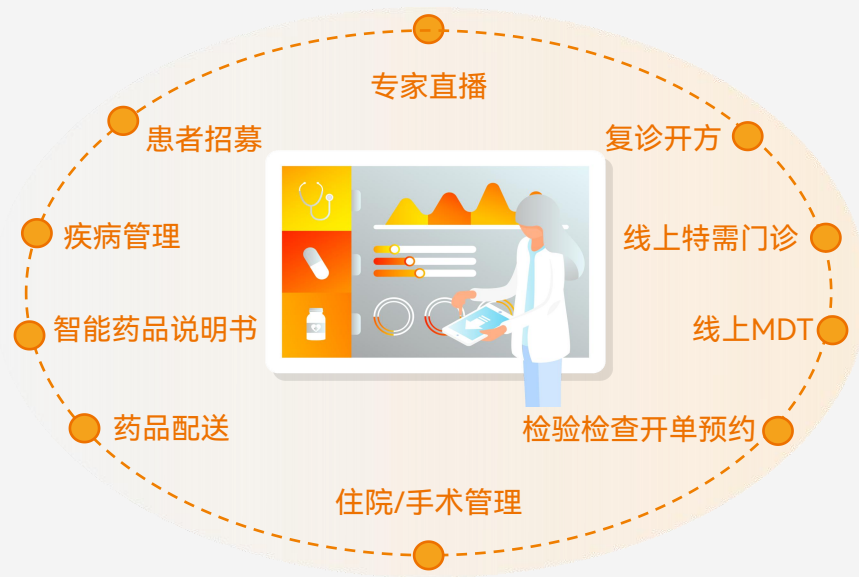 专家直播
患者招募
复诊开方
疾病管理
线上特需门诊
智能药品说明书
线上MDT
药品配送
检验检查开单预约
住院/手术管理